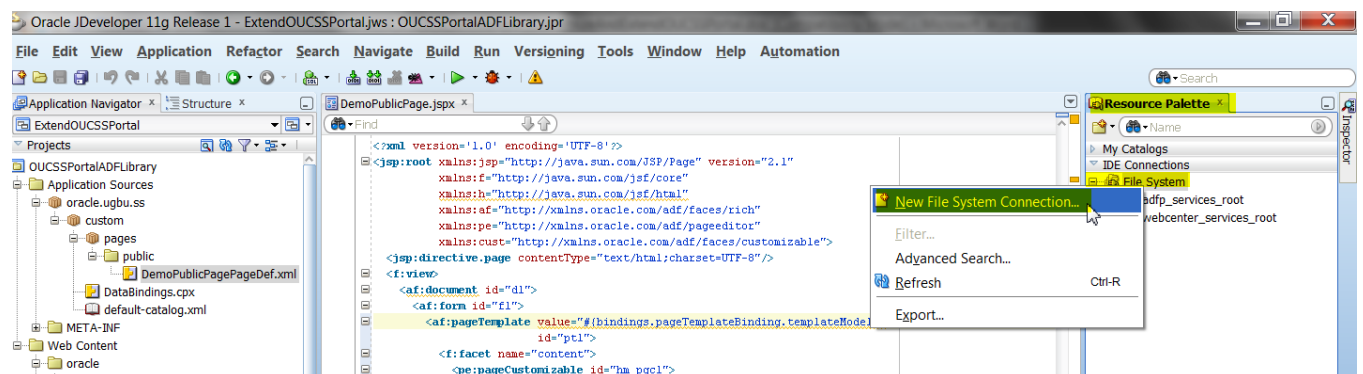 Oracle JDeveloper 11g Release 1 - ExtendOUCSSPortal.jws : OUCSSPortalADFLibrary.jpr
File Edit View Application Refactor Search Navigate Build Run Versioning Tools Window Help Automation
Search
Application Navigator
Structure
ExtendOUCSSPortal
Projects
OUCSSPortalADFLibrary
Application Sources
oracle.ugbu.ss
custom
pages
public
DemoPublicPagePageDef.xml
DataBindings.cpx
default-catalog.xml
META-INF
Web Content
oracle
DemoPublicPage.jspx
Find
<?xml version='1.0' encoding='UTF-8'?>
<jsp:root xmlns:jsp="http://java.sun.com/JSP/Page" version="2.1"
xmlns:f="http://java.sun.com/jsf/core"
xmlns:h="http://java.sun.com/jsf/html"
xmlns:af="http://xmlns.oracle.com/adf/faces/rich"
xmlns:pe="http://xmlns.oracle.com/adf/pageeditor"
xmlns:cust="http://xmlns.oracle.com/adf/faces/customizable">
<jsp:directive.page contentType="text/html;charset=UTF-8"/>
<f:view>
<af:document id="d1">
<af:form id="f1">
<af:pageTemplate value="#{bindings.pageTemplateBinding.templateModel
id="pt1">
<f:facet name="content">
<pe:pageCustomizable id="hm_pgc1">
New File System Connection...
Filter...
Advanced Search...
Refresh Ctrl-R
Export...
Resource Palette
Name
My Catalogs
IDE Connections
File System
adfp_services_root
webcenter_services_root
Inspector